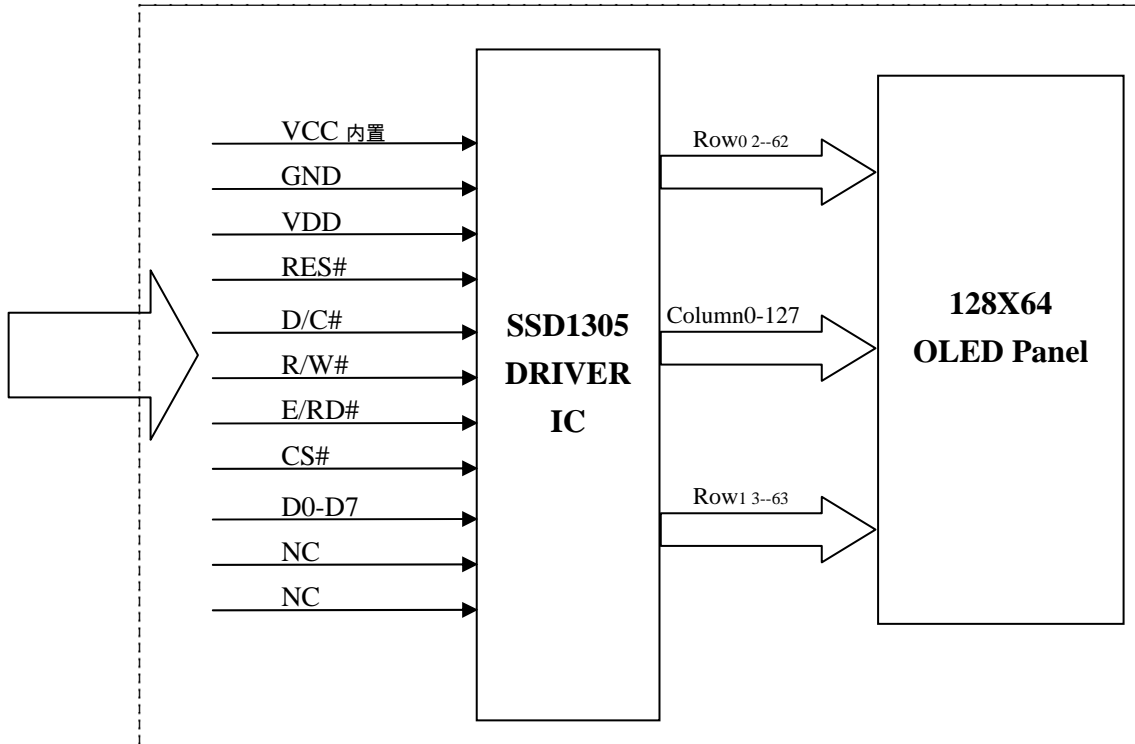 VCC 内置
GND
VDD
RES#
D/C#
R/W#
E/RD#
CS#
D0-D7
NC
NC
SSD1305
DRIVER
IC
Row0 2--62
Column0-127
Row1 3--63
128X64
OLED Panel